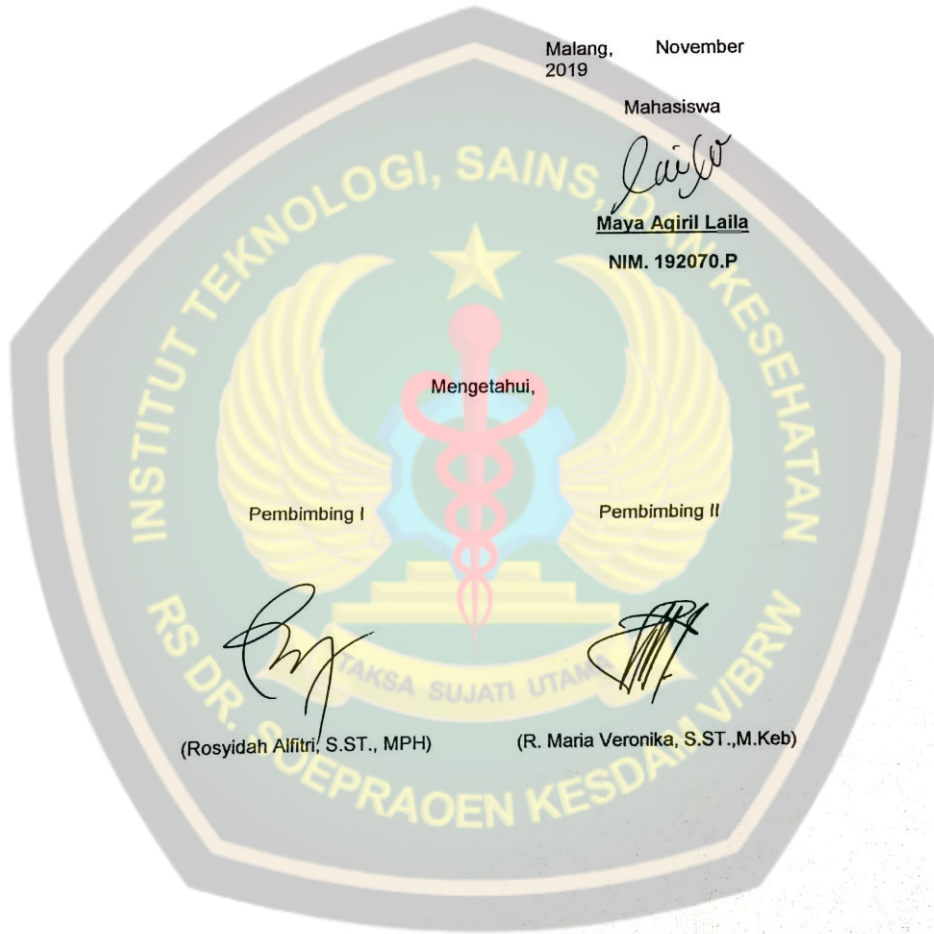 Malang, November
2019
Mahasiswa
Maya Aqiril Laila
NIM. 192070.P
Mengetahui,
Pembimbing I
Pembimbing II
(Rosyidah Alfitri, S.ST., MPH)
(R. Maria Veronika, S.ST.,M.Keb)
INSTITUT TEKNOLOGI, SAINS, DAN KESEHATAN
RS DR. SOEPRAOEN KESDAM V/BRW
TAKSA SUJATI UTAMA